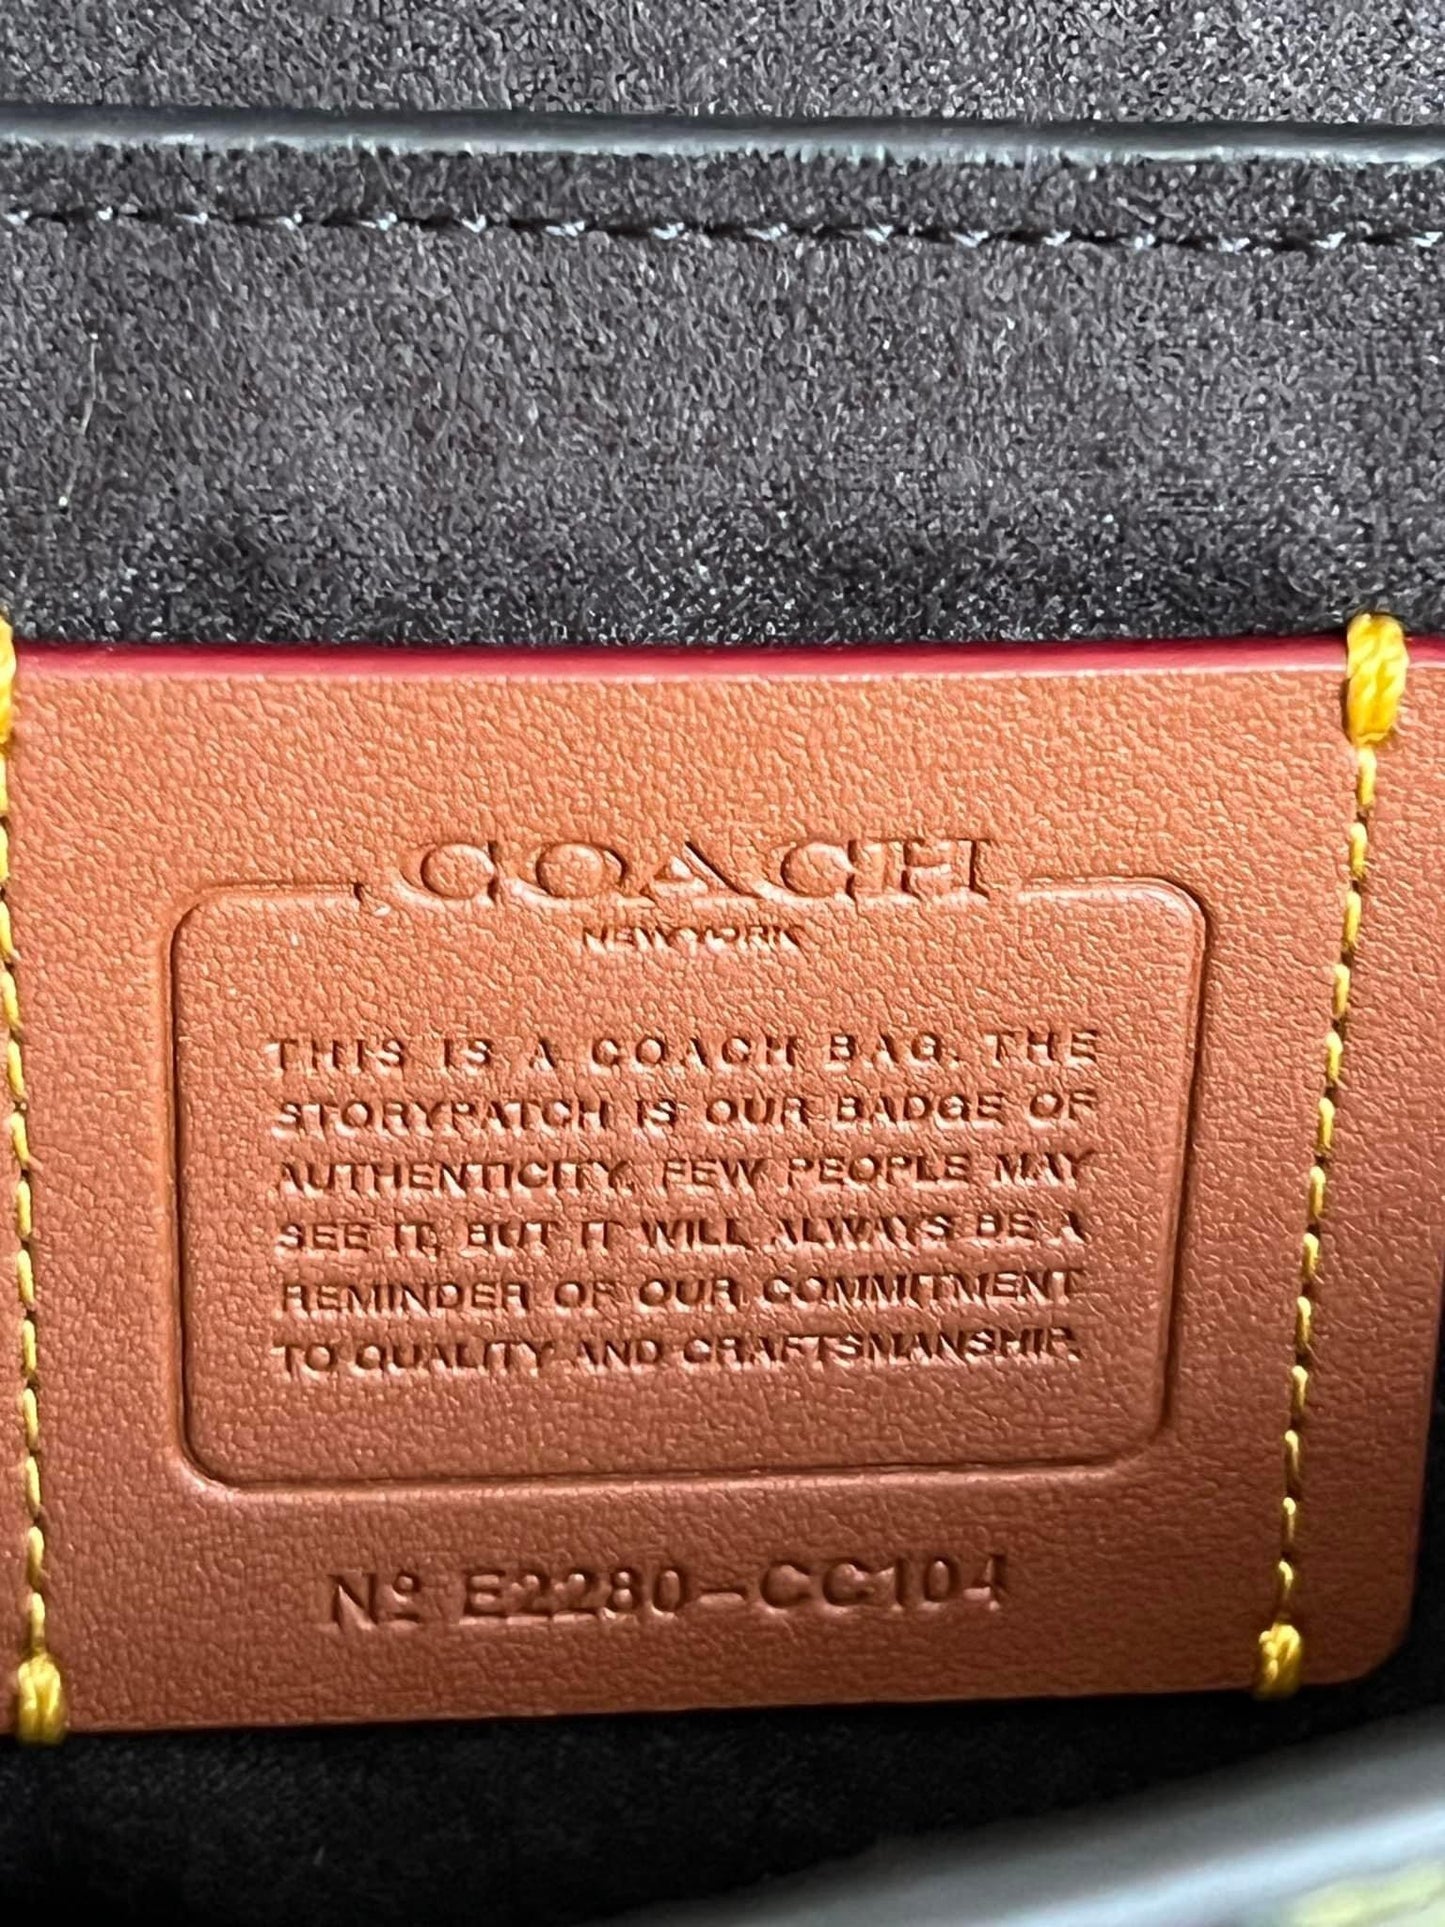 COACH
NEW YORK
THIS IS A COACH BAG. THE
STORYPATCH IS OUR BADGE OF
AUTHENTICITY. FEW PEOPLE MAY
SEE IT, BUT IT WILL ALWAYS BE A
REMINDER OF OUR COMMITMENT
TO QUALITY AND CRAFTSMANSHIP.
Nº E2280-CC104